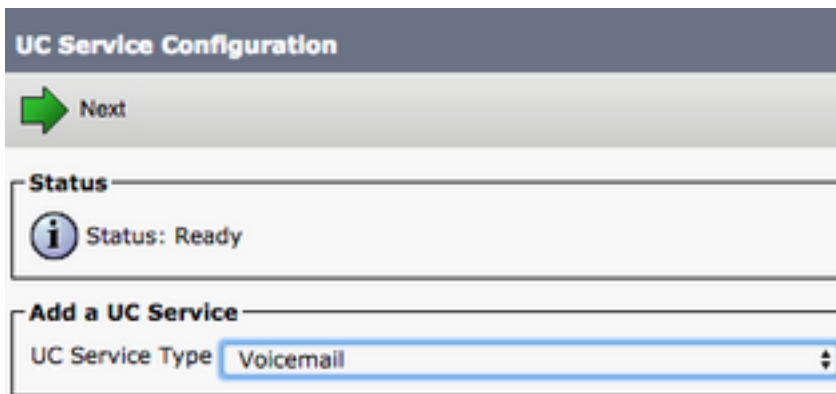 UC Service Configuration
Next
Status
Status: Ready
Add a UC Service
UC Service Type Voicemail